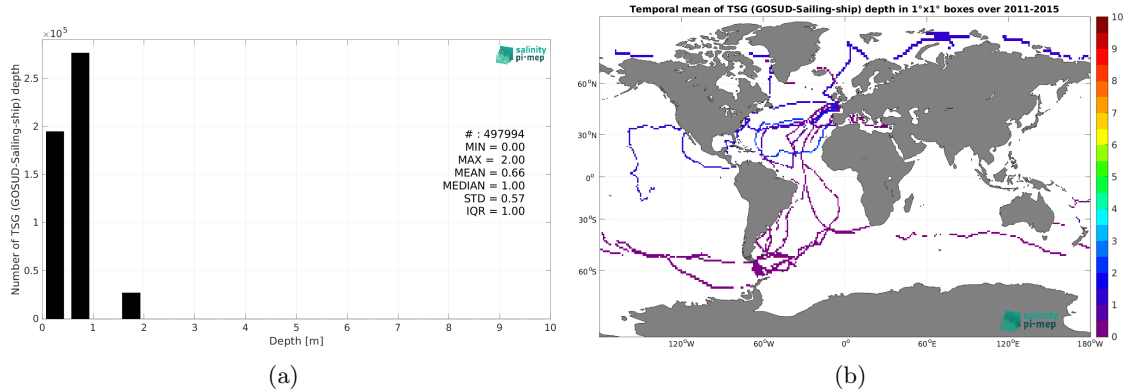 ×10⁵
salinity
pi-mep
2.5
2
1.5
1
0.5
0
Number of TSG (GOSUD-Sailing-ship) depth
# : 497994
MIN = 0.00
MAX = 2.00
MEAN = 0.66
MEDIAN = 1.00
STD = 0.57
IQR = 1.00
0 1 2 3 4 5 6 7 8 9 10
Depth [m]
(a)
Temporal mean of TSG (GOSUD-Sailing-ship) depth in 1°x1° boxes over 2011-2015
60°N
30°N
0°
30°S
60°S
120°W 60°W 0° 60°E 120°E 180°W
salinity
pi-mep
10
9
8
7
6
5
4
3
2
1
0
(b)